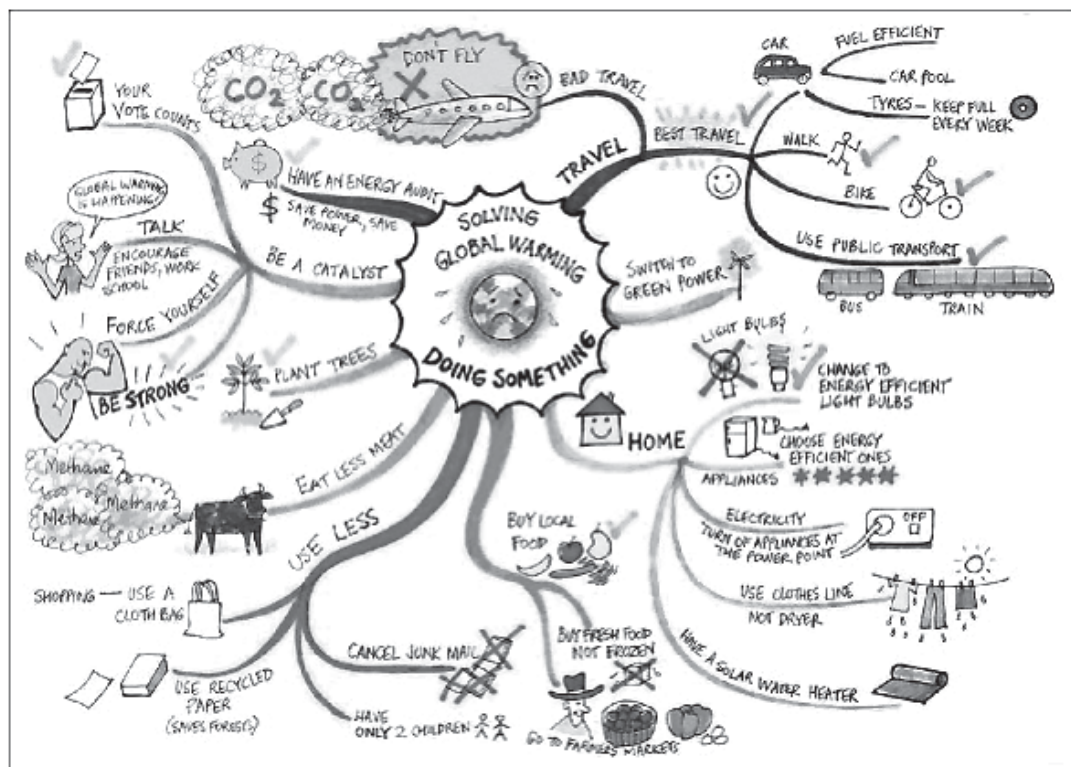 SOLVING
GLOBAL WARMING
DOING SOMETHING
TRAVEL
BAD TRAVEL
DON'T FLY
CO2
CO2
BEST TRAVEL
CAR
FUEL EFFICIENT
CAR POOL
TYRES – KEEP FULL
EVERY WEEK
WALK
BIKE
USE PUBLIC TRANSPORT
BUS
TRAIN
SWITCH TO
GREEN POWER
HOME
LIGHT BULBS
CHANGE TO
ENERGY EFFICIENT
LIGHT BULBS
CHOOSE ENERGY
EFFICIENT ONES
APPLIANCES
ELECTRICITY
TURN OF APPLIANCES AT
THE POWER POINT
OFF
USE CLOTHES LINE
NOT DRYER
HAVE A SOLAR WATER HEATER
BUY LOCAL
FOOD
BUY FRESH FOOD
NOT FROZEN
GO TO FARMERS MARKETS
USE LESS
CANCEL JUNK MAIL
HAVE
ONLY 2 CHILDREN
USE RECYCLED
PAPER
(SAVES FORESTS)
SHOPPING — USE A
CLOTH BAG
EAT LESS MEAT
Methane
Methane
Methane
PLANT TREES
BE A CATALYST
YOUR
VOTE COUNTS
TALK
ENCOURAGE
FRIENDS, WORK
SCHOOL
GLOBAL WARMING
IS HAPPENING!
FORCE YOURSELF
BE STRONG
HAVE AN ENERGY AUDIT
SAVE POWER, SAVE
MONEY
$
$